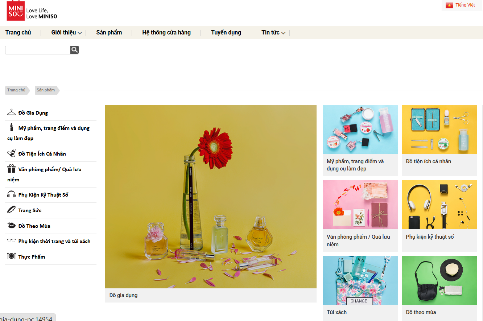 MINI
SO
Love Life,
Love MINISO
Tiếng Việt
Trang chủ
Giới thiệu
Sản phẩm
Hệ thống cửa hàng
Tuyển dụng
Tin tức
Trang chủ
Sản phẩm
Đồ Gia Dụng
Mỹ phẩm, trang điểm và dụng
cụ làm đẹp
Đồ Tiện Ích Cá Nhân
Văn phòng phẩm/ Quà lưu
niệm
Phụ Kiện Kỹ Thuật Số
Trang Sức
Đồ Theo Mùa
Phụ kiện thời trang và túi xách
Thực Phẩm
Đồ gia dụng
Mỹ phẩm, trang điểm và
dụng cụ làm đẹp
Đồ tiện ích cá nhân
Văn phòng phẩm/ Quà lưu
niệm
Phụ kiện kỹ thuật số
CHANCE
Túi xách
Đồ theo mùa